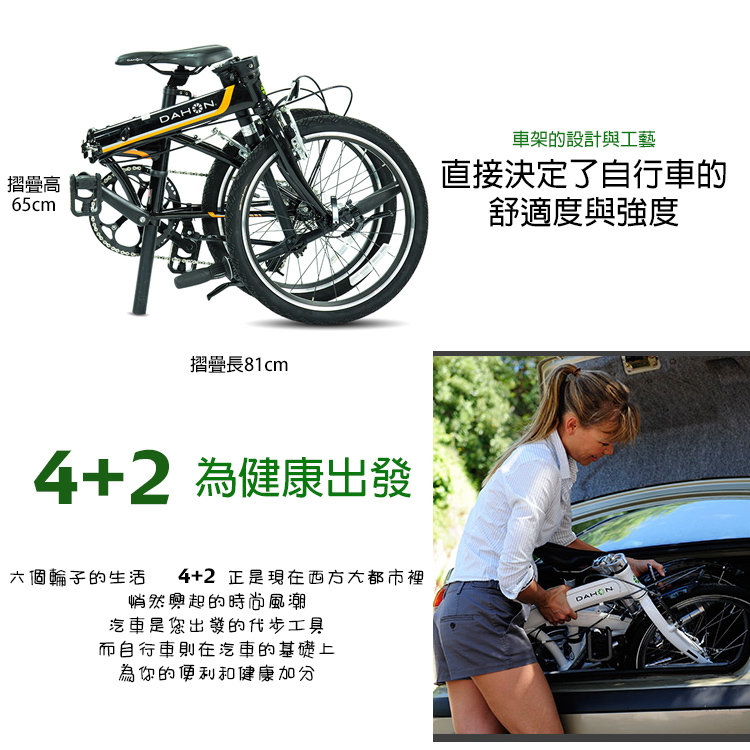 DAHON
車架的設計與工藝
直接決定了自行車的
舒適度與強度
摺疊高
65cm
摺疊長81cm
4+2 為健康出發
六個輪子的生活 4+2 正是現在西方大都市裡
悄然興起的時尚風潮
汽車是您出發的代步工具
而自行車則在汽車的基礎上
為你的便利和健康加分
DAHON